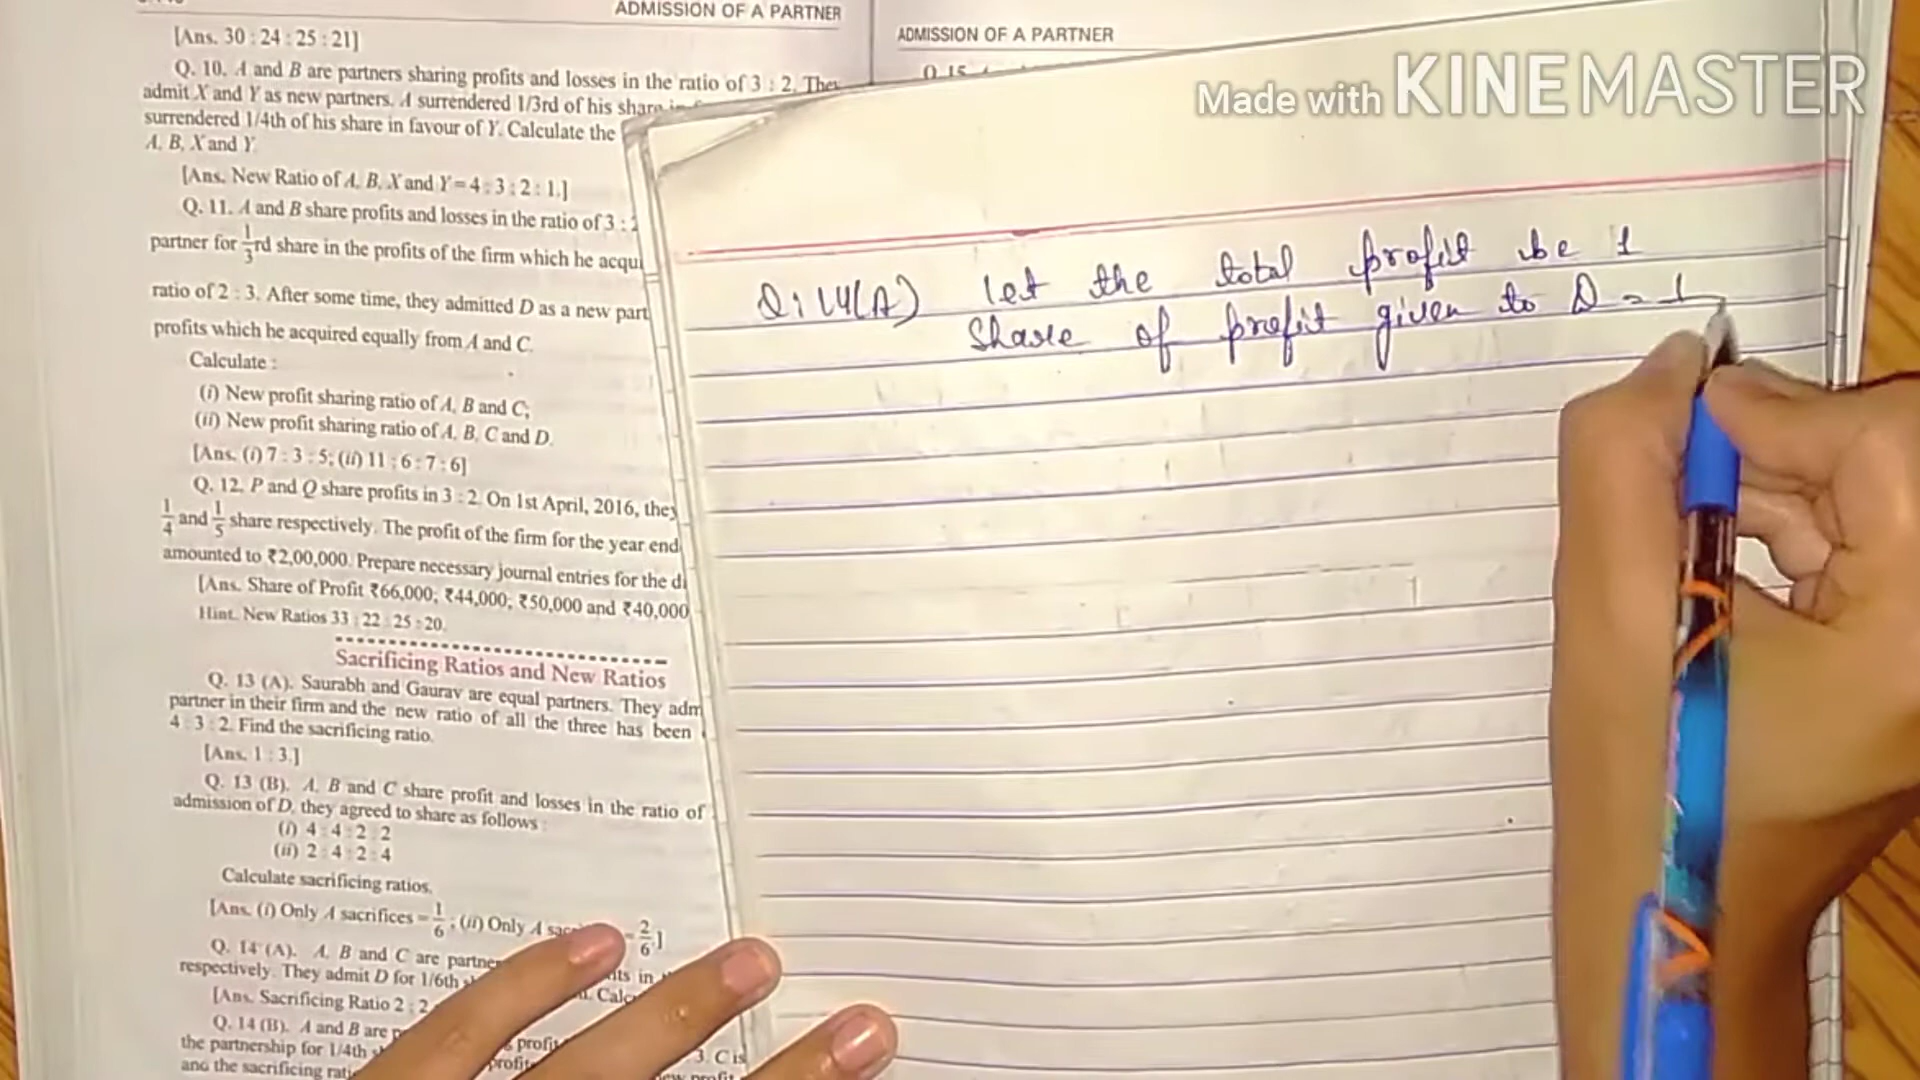 ADMISSION OF A PARTNER
[Ans. 30 : 24 : 25 : 21]
Q. 10. A and B are partners sharing profits and losses in the ratio of 3 : 2. They
admit X and Y as new partners. A surrendered 1/3rd of his share
surrendered 1/4th of his share in favour of Y. Calculate the
A, B, X and Y.
[Ans. New Ratio of A, B, X and Y = 4 : 3 : 2 : 1.]
Q. 11. A and B share profits and losses in the ratio of 3 :
partner for 1/3rd share in the profits of the firm which he acqui
ratio of 2 : 3. After some time, they admitted D as a new part
profits which he acquired equally from A and C.
Calculate :
(i) New profit sharing ratio of A, B and C;
(ii) New profit sharing ratio of A, B, C and D.
[Ans. (i) 7 : 3 : 5; (ii) 11 : 6 : 7 : 6]
Q. 12. P and Q share profits in 3 : 2. On 1st April, 2016, they
1/4 and 1/5 share respectively. The profit of the firm for the year end
amounted to ₹2,00,000. Prepare necessary journal entries for the di
[Ans. Share of Profit ₹66,000; ₹44,000; ₹50,000 and ₹40,000
Hint. New Ratios 33 : 22 : 25 : 20.
Sacrificing Ratios and New Ratios
Q. 13 (A). Saurabh and Gaurav are equal partners. They adm
partner in their firm and the new ratio of all the three has been
4 : 3 : 2. Find the sacrificing ratio.
[Ans. 1 : 3.]
Q. 13 (B). A, B and C share profit and losses in the ratio of
admission of D, they agreed to share as follows :
(i) 4 : 4 : 2 : 2
(ii) 2 : 4 : 2 : 4
Calculate sacrificing ratios.
[Ans. (i) Only A sacrifices = 1/6 ; (ii) Only A sac = 2/6.]
Q. 14 (A). A, B and C are partne its in
respectively. They admit D for 1/6th Calc
[Ans. Sacrificing Ratio 2 : 2
Q. 14 (B). A and B are profit 3. C is
the partnership for 1/4th profit
and the sacrificing rati
ADMISSION OF A PARTNER
Q. 15.
Made with KINEMASTER
Q:14(A) let the total profit be 1
Share of profit given to D = 1